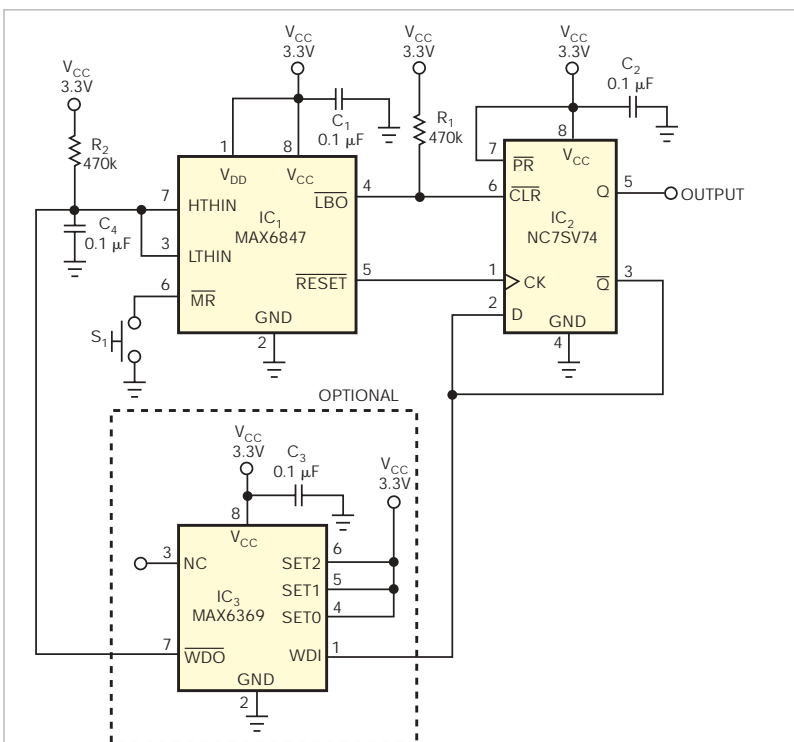 VCC
3.3V
VCC
3.3V
VCC
3.3V
VCC
3.3V
R2
470k
C1
0.1 µF
R1
470k
C2
0.1 µF
1
8
VDD
VCC
7
HTHIN
LBO
4
IC1
MAX6847
C4
0.1 µF
3
LTHIN
6
MR
RESET
5
GND
2
S1
8
VCC
7
PR
6
CLR
Q
5
OUTPUT
IC2
NC7SV74
1
CK
Q
3
2
D
GND
4
OPTIONAL
VCC
3.3V
C3
0.1 µF
VCC
3.3V
8
VCC
3
NC
SET2
6
SET1
5
IC3
MAX6369
SET0
4
7
WDO
WDI
1
GND
2